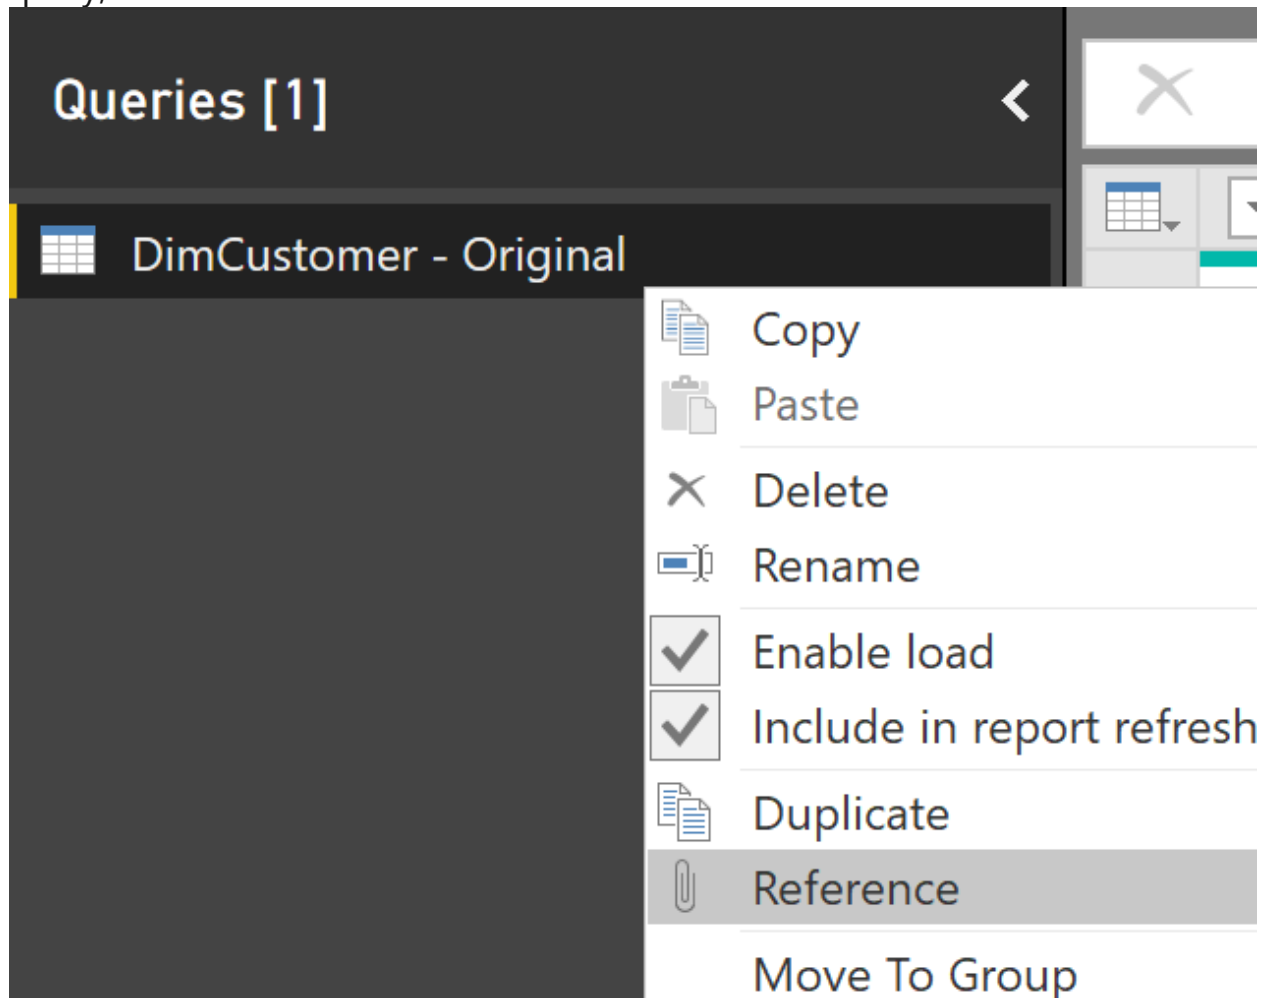 Queries [1]
DimCustomer - Original
Copy
Paste
Delete
Rename
Enable load
Include in report refresh
Duplicate
Reference
Move To Group